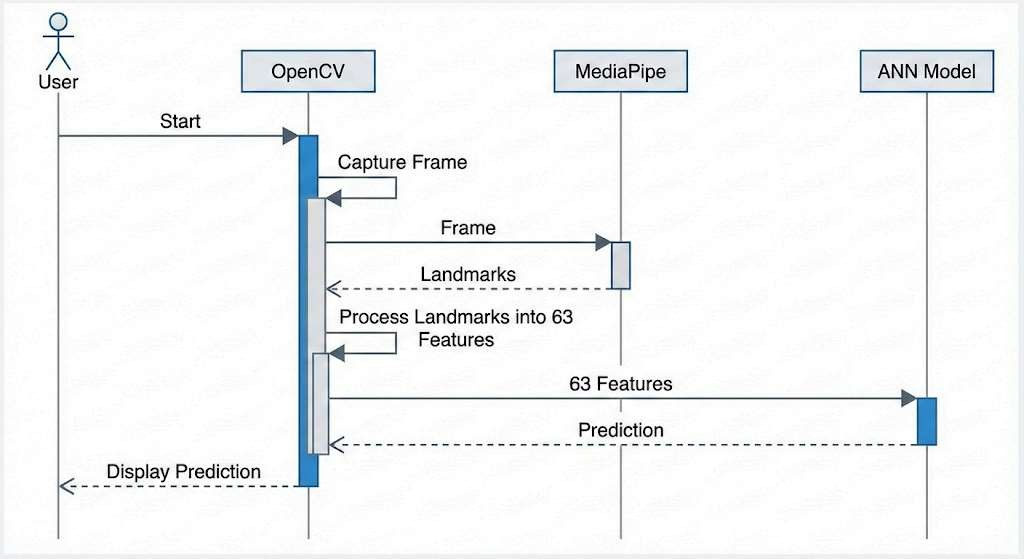 User
OpenCV
MediaPipe
ANN Model
Start
Capture Frame
Frame
Landmarks
Process Landmarks into 63
Features
63 Features
Prediction
Display Prediction